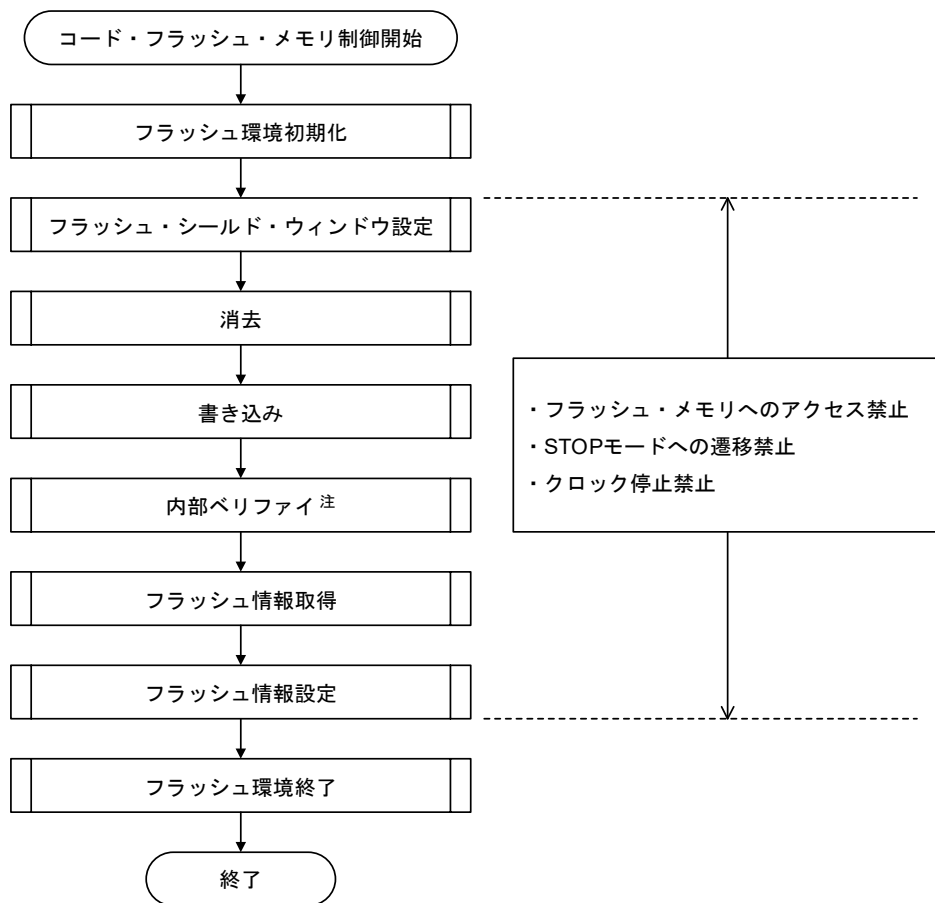 コード・フラッシュ・メモリ制御開始
フラッシュ環境初期化
フラッシュ・シールド・ウィンドウ設定
消去
書き込み
内部ベリファイ注
フラッシュ情報取得
フラッシュ情報設定
フラッシュ環境終了
終了
・フラッシュ・メモリへのアクセス禁止
・STOPモードへの遷移禁止
・クロック停止禁止